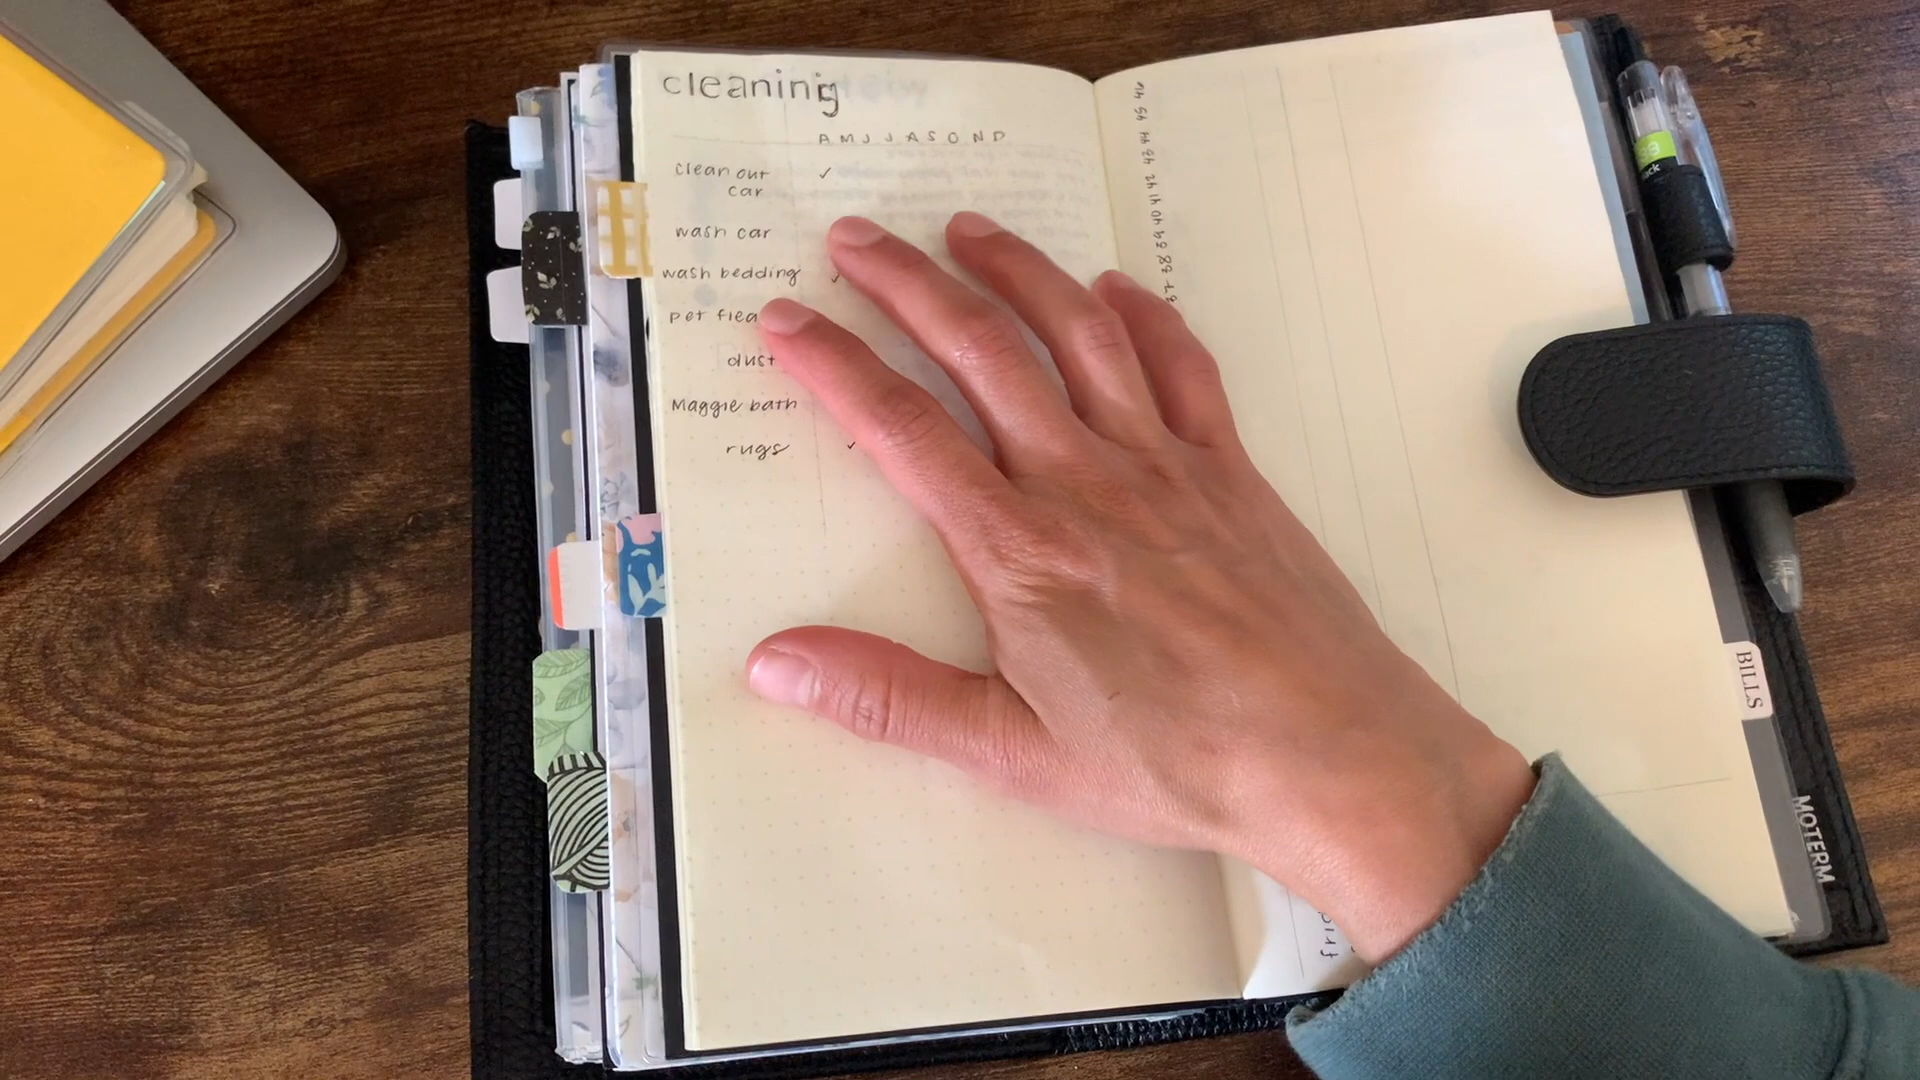 cleaning
A M J J A S O N D
clean out ✓
car
wash car
wash bedding ✓
pet flea
dust
Maggie bath
rugs ✓
46 45 44 43 42 41 40 39 38 37
BILLS
MOTERM